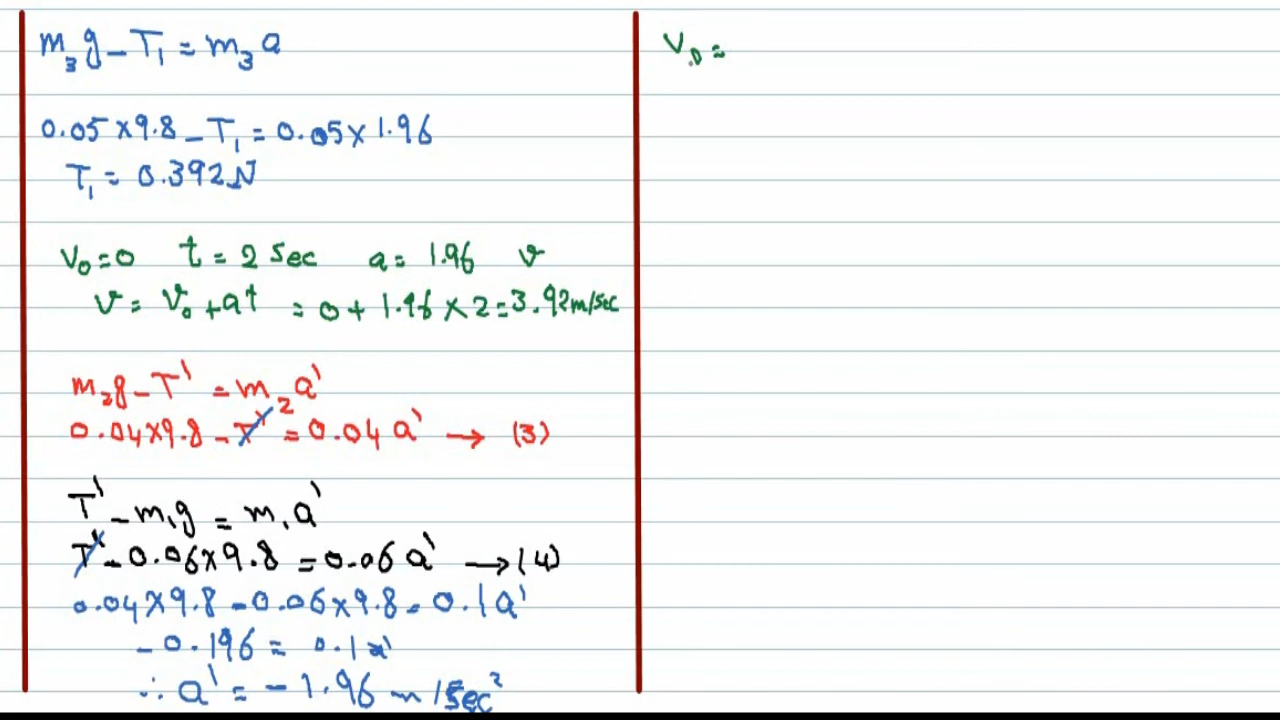 m₃g - T₁ = m₃a
0.05 × 9.8 - T₁ = 0.05 × 1.96
T₁ = 0.392 N
v₀ = 0 t = 2 sec a = 1.96 v
v = v₀ + at = 0 + 1.96 × 2 = 3.92 m/sec
m₂g - T' = m₂a'
0.04 × 9.8 - T' = 0.04 a' → (3)
T' - m₁g = m₁a'
T' - 0.06 × 9.8 = 0.06 a' → (4)
0.04 × 9.8 - 0.06 × 9.8 = 0.1 a'
- 0.196 = 0.1 a'
∴ a' = - 1.96 m/sec²
v₀ =